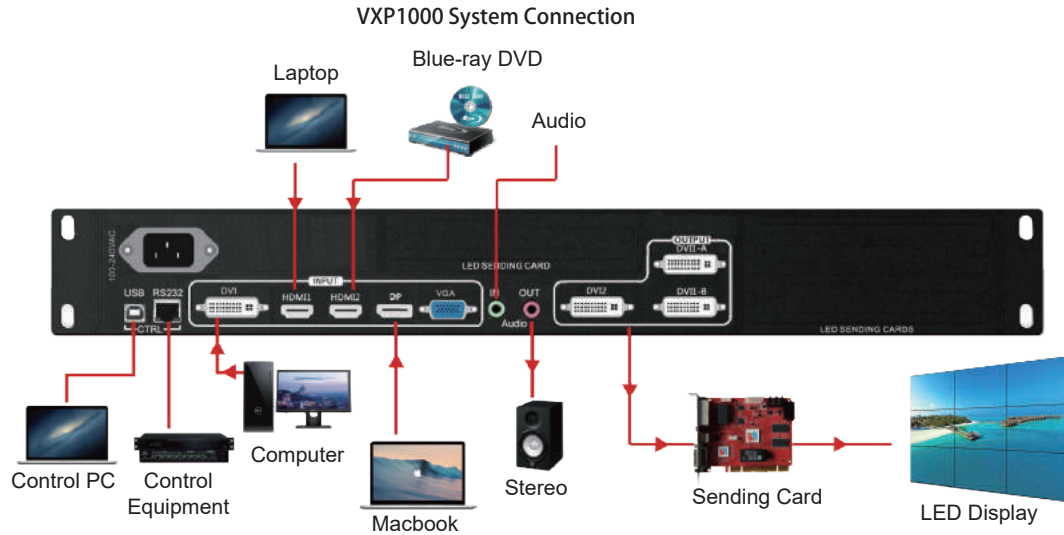 VXP1000 System Connection
Blue-ray DVD
Laptop
Audio
100-240VAC
OUTPUT
DVI1-A
LED SENDING CARD
INPUT
USB RS232 DVI HDMI1 HDMI2 DP VGA IN OUT DVI2 DVI1-B
Audio
CTRL
LED SENDING CARDS
Computer
Control PC
Control
Equipment
Macbook
Stereo
Sending Card
LED Display